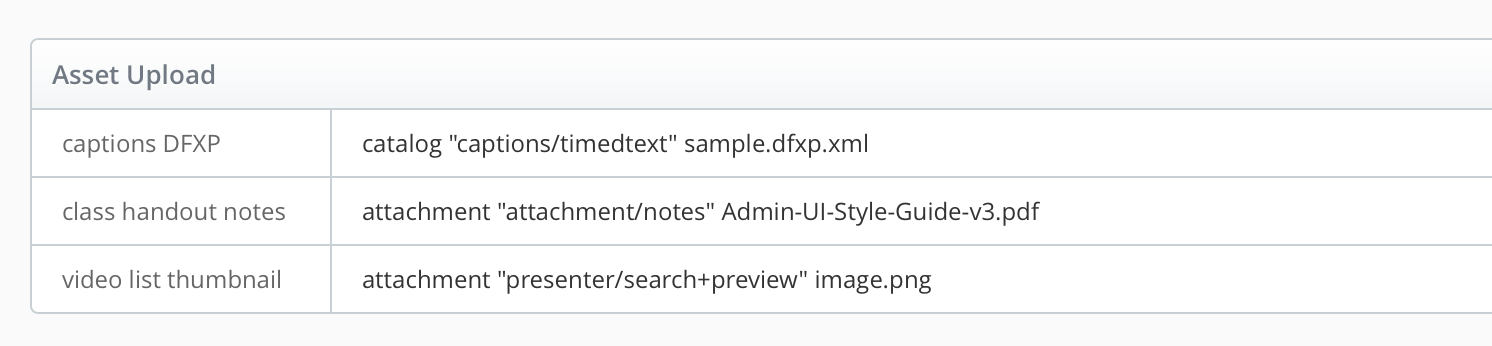 Asset Upload
captions DFXP catalog "captions/timedtext" sample.dfxp.xml
class handout notes attachment "attachment/notes" Admin-UI-Style-Guide-v3.pdf
video list thumbnail attachment "presenter/search+preview" image.png